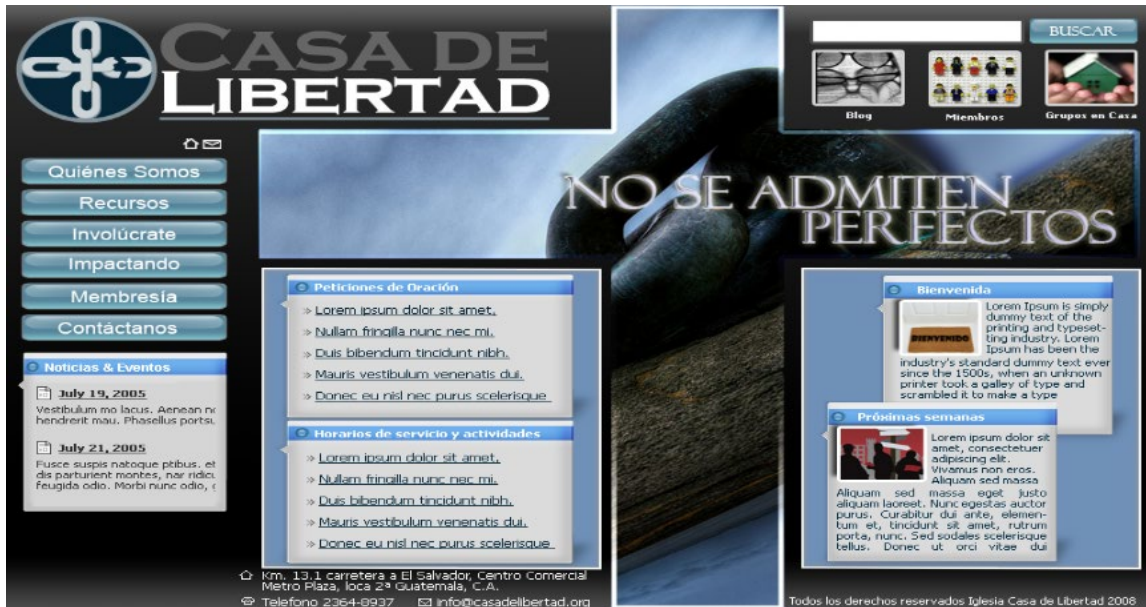 CASA DE
LIBERTAD
BUSCAR
Blog
Miembros
Grupos en Casa
Quiénes Somos
Recursos
Involúcrate
Impactando
Membresía
Contáctanos
NO SE ADMITEN
PERFECTOS
Noticias & Eventos
July 19, 2005
Vestibulum mo lacus. Aenean
hendrerit mau. Phasellus
July 21, 2005
Fusce suspis natoque ptibus. et
dis parturient montes, nar
feugida odio. Morbi nunc odio,
Peticiones de Oración
» Lorem ipsum dolor sit amet,
» Nullam fringilla nunc nec mi.
» Duis bibendum tincidunt nibh.
» Mauris vestibulum venenatis dui.
» Donec eu nisl nec purus scelerisque
Horarios de servicio y actividades
» Lorem ipsum dolor sit amet,
» Nullam fringilla nunc nec mi.
» Duis bibendum tincidunt nibh.
» Mauris vestibulum venenatis dui.
» Donec eu nisl nec purus scelerisque
Bienvenida
BIENVENIDO
Lorem Ipsum is simply
dummy text of the
printing and typeset-
ting industry. Lorem
Ipsum has been the
industry's standard dummy text ever
since the 1500s, when an unknown
printer took a galley of type and
scrambled it to make a type
Próximas semanas
Lorem ipsum dolor sit
amet, consectetuer
adipiscing elit.
Vivamus non eros.
Aliquam sed massa
Aliquam sed massa eget justo
aliquam laoreet. Nunc egestas auctor
purus. Curabitur dui ante, elemen-
tum et, tincidunt sit amet, rutrum
porta, nunc. Sed sodales scelerisque
tellus. Donec ut orci vitae dui
Km. 13.1 carretera a El Salvador, Centro Comercial
Metro Plaza, loca 2ª Guatemala, C.A.
Telefono 2364-8937 info@casadelibertad.org
Todos los derechos reservados Iglesia Casa de Libertad 2008